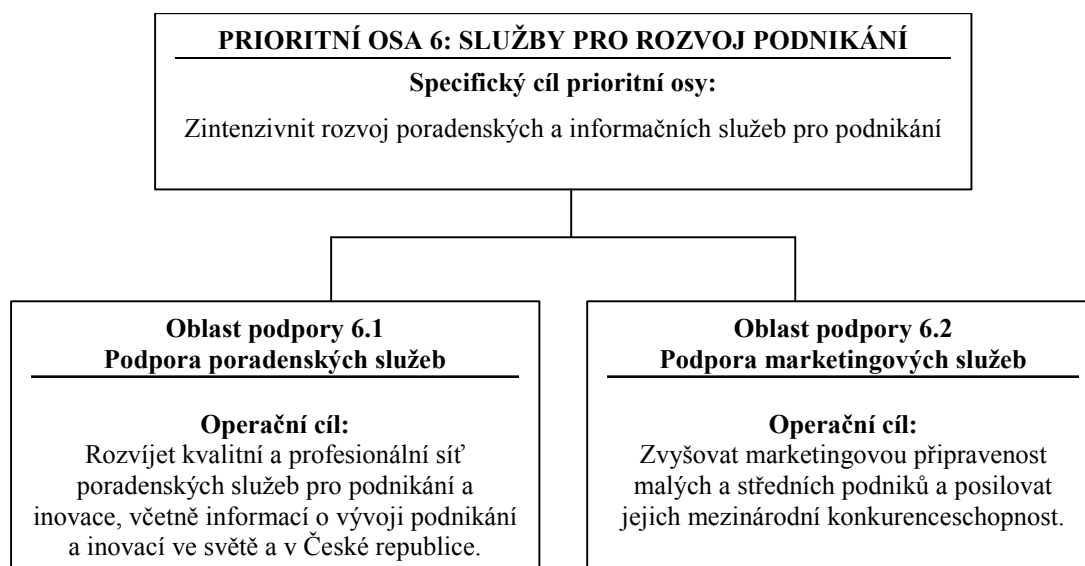 PRIORITNÍ OSA 6: SLUŽBY PRO ROZVOJ PODNIKÁNÍ
Specifický cíl prioritní osy:
Zintenzivnit rozvoj poradenských a informačních služeb pro podnikání
Oblast podpory 6.1
Podpora poradenských služeb
Operační cíl:
Rozvíjet kvalitní a profesionální síť
poradenských služeb pro podnikání a
inovace, včetně informací o vývoji podnikání
a inovací ve světě a v České republice.
Oblast podpory 6.2
Podpora marketingových služeb
Operační cíl:
Zvyšovat marketingovou připravenost
malých a středních podniků a posilovat
jejich mezinárodní konkurenceschopnost.